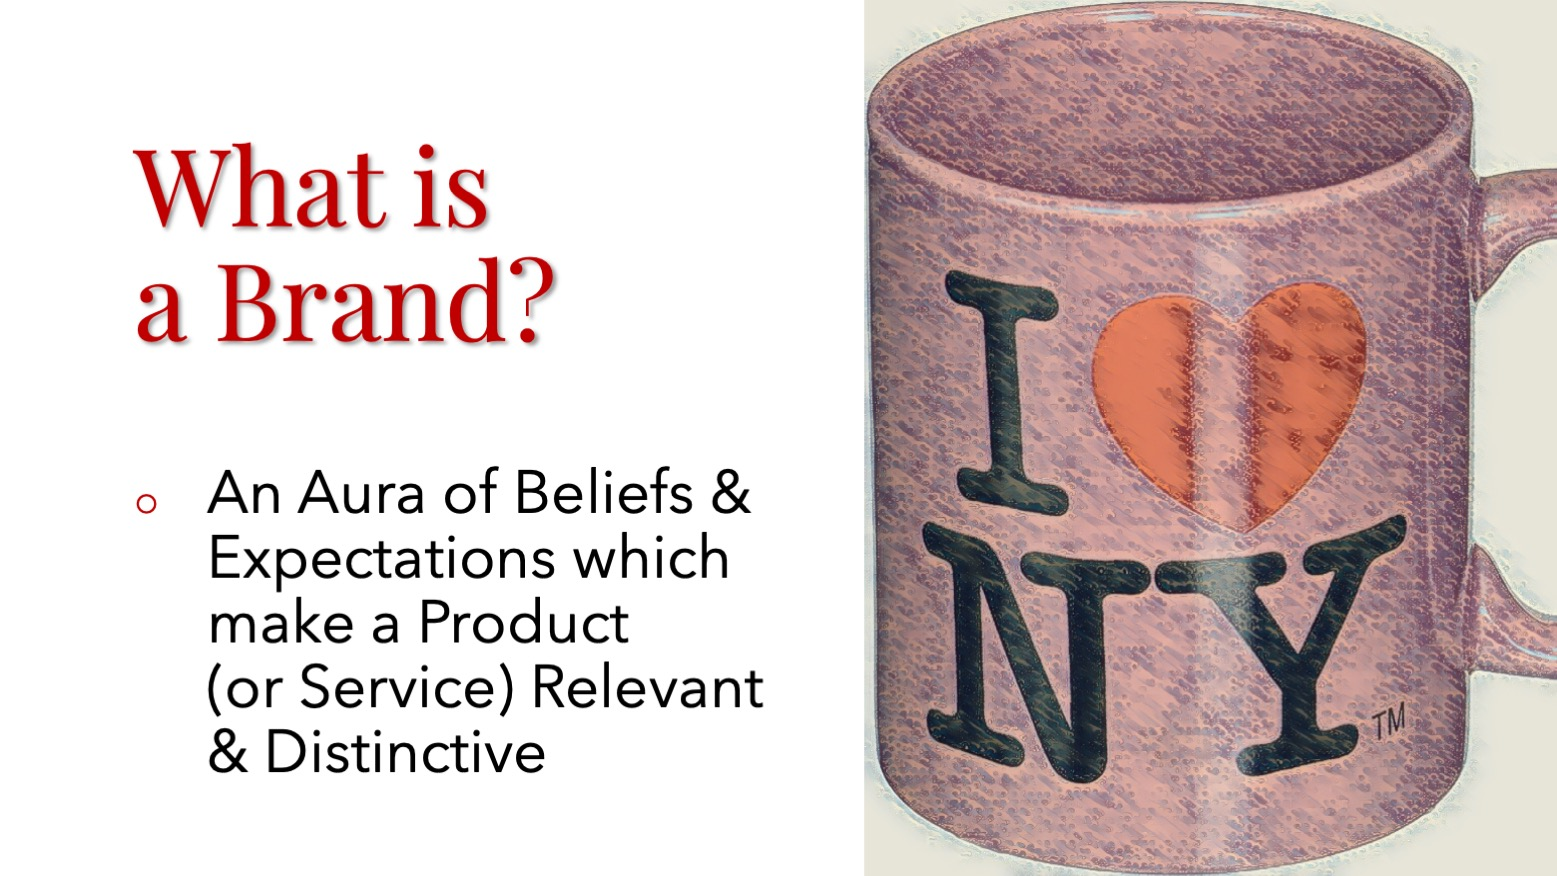 What is
a Brand?
An Aura of Beliefs &
Expectations which
make a Product
(or Service) Relevant
& Distinctive
I
NY
TM